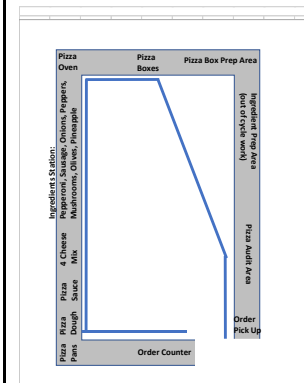 Pizza
Oven
Pizza
Boxes
Pizza Box Prep Area
Ingredient Prep Area
(out of cycle work)
Pizza Audit Area
Order
Pick Up
Ingredients Station:
Pepperoni, Sausage, Onions, Peppers,
Mushrooms, Olives, Pineapple
4 Cheese
Mix
Pizza
Sauce
Pizza
Dough
Pizza
Pans
Order Counter